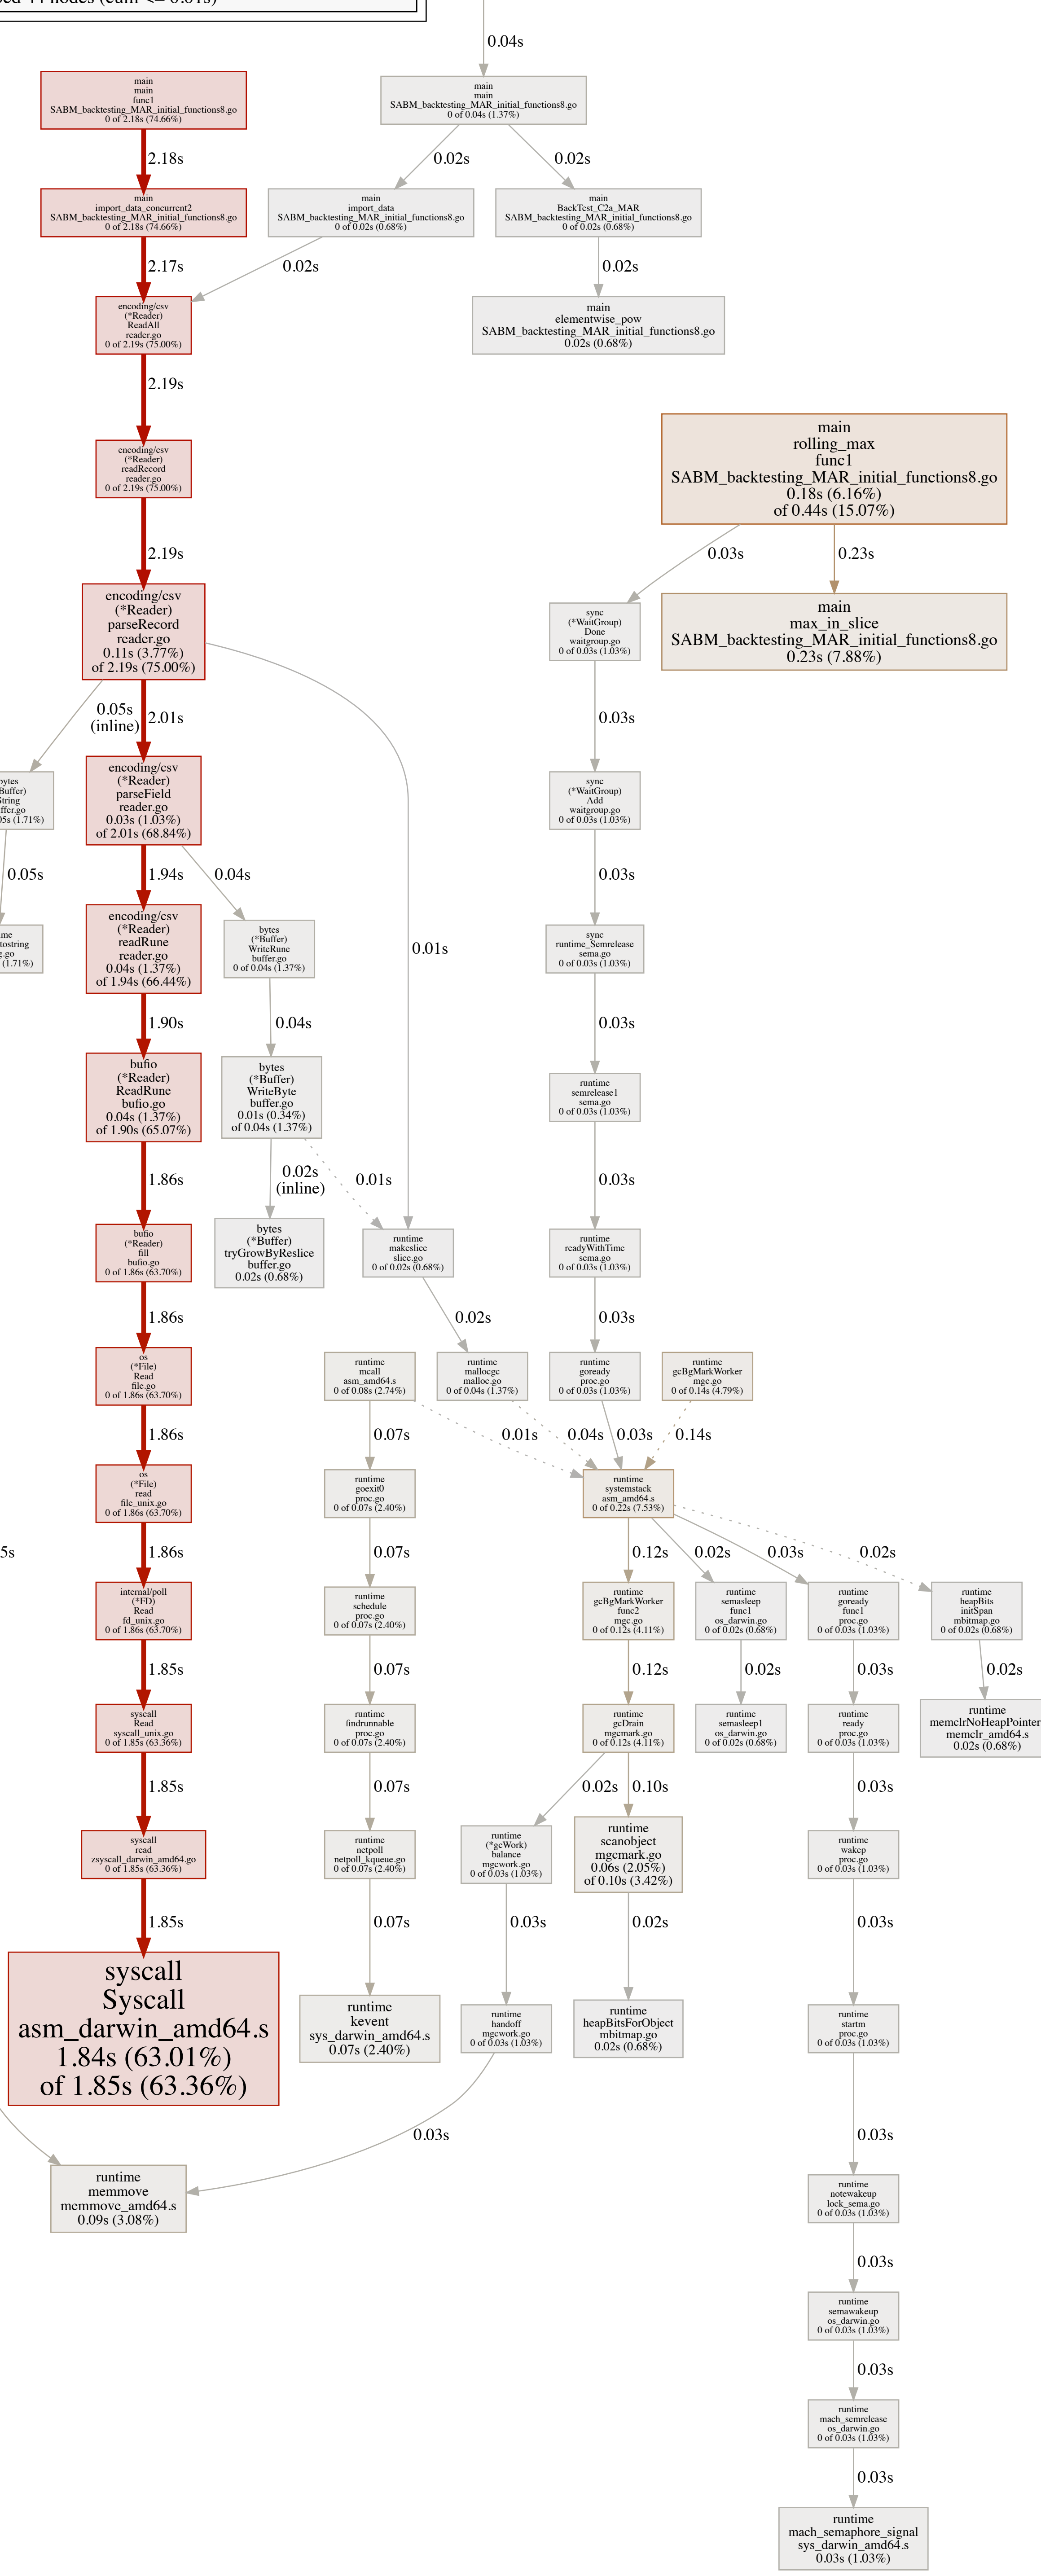 44 nodes (cum <= 0.01s)
0.04s
main
main
func1
SABM_backtesting_MAR_initial_functions8.go
0 of 2.18s (74.66%)
main
main
SABM_backtesting_MAR_initial_functions8.go
0 of 0.04s (1.37%)
2.18s
0.02s
0.02s
main
import_data_concurrent2
SABM_backtesting_MAR_initial_functions8.go
0 of 2.18s (74.66%)
main
import_data
SABM_backtesting_MAR_initial_functions8.go
0 of 0.02s (0.68%)
main
BackTest_C2a_MAR
SABM_backtesting_MAR_initial_functions8.go
0 of 0.02s (0.68%)
2.17s
0.02s
0.02s
encoding/csv
(*Reader)
ReadAll
reader.go
0 of 2.19s (75.00%)
main
elementwise_pow
SABM_backtesting_MAR_initial_functions8.go
0.02s (0.68%)
2.19s
encoding/csv
(*Reader)
readRecord
reader.go
0 of 2.19s (75.00%)
main
rolling_max
func1
SABM_backtesting_MAR_initial_functions8.go
0.18s (6.16%)
of 0.44s (15.07%)
2.19s
0.03s
0.23s
encoding/csv
(*Reader)
parseRecord
reader.go
0.11s (3.77%)
of 2.19s (75.00%)
sync
(*WaitGroup)
Done
waitgroup.go
0 of 0.03s (1.03%)
main
max_in_slice
SABM_backtesting_MAR_initial_functions8.go
0.23s (7.88%)
0.05s
(inline)
2.01s
0.03s
ytes
Buffer)
String
ffer.go
05s (1.71%)
encoding/csv
(*Reader)
parseField
reader.go
0.03s (1.03%)
of 2.01s (68.84%)
sync
(*WaitGroup)
Add
waitgroup.go
0 of 0.03s (1.03%)
0.05s
1.94s
0.04s
0.03s
me
tostring
g.go
(1.71%)
encoding/csv
(*Reader)
readRune
reader.go
0.04s (1.37%)
of 1.94s (66.44%)
bytes
(*Buffer)
WriteRune
buffer.go
0 of 0.04s (1.37%)
0.01s
sync
runtime_Semrelease
sema.go
0 of 0.03s (1.03%)
1.90s
0.04s
0.03s
bufio
(*Reader)
ReadRune
bufio.go
0.04s (1.37%)
of 1.90s (65.07%)
bytes
(*Buffer)
WriteByte
buffer.go
0.01s (0.34%)
of 0.04s (1.37%)
runtime
semrelease1
sema.go
0 of 0.03s (1.03%)
1.86s
0.02s
(inline)
0.01s
0.03s
bufio
(*Reader)
fill
bufio.go
0 of 1.86s (63.70%)
bytes
(*Buffer)
tryGrowByReslice
buffer.go
0.02s (0.68%)
runtime
makeslice
slice.go
0 of 0.02s (0.68%)
runtime
readyWithTime
sema.go
0 of 0.03s (1.03%)
1.86s
0.02s
0.03s
os
(*File)
Read
file.go
0 of 1.86s (63.70%)
runtime
mcall
asm_amd64.s
0 of 0.08s (2.74%)
runtime
mallocgc
malloc.go
0 of 0.04s (1.37%)
runtime
goready
proc.go
0 of 0.03s (1.03%)
runtime
gcBgMarkWorker
mgc.go
0 of 0.14s (4.79%)
1.86s
0.07s
0.01s
0.04s
0.03s
0.14s
os
(*File)
read
file_unix.go
0 of 1.86s (63.70%)
runtime
goexit0
proc.go
0 of 0.07s (2.40%)
runtime
systemstack
asm_amd64.s
0 of 0.22s (7.53%)
5s
1.86s
0.07s
0.12s
0.02s
0.03s
0.02s
internal/poll
(*FD)
Read
fd_unix.go
0 of 1.86s (63.70%)
runtime
schedule
proc.go
0 of 0.07s (2.40%)
runtime
gcBgMarkWorker
func2
mgc.go
0 of 0.12s (4.11%)
runtime
semasleep
func1
os_darwin.go
0 of 0.02s (0.68%)
runtime
goready
func1
proc.go
0 of 0.03s (1.03%)
runtime
heapBits
initSpan
mbitmap.go
0 of 0.02s (0.68%)
1.85s
0.07s
0.12s
0.02s
0.03s
0.02s
syscall
Read
syscall_unix.go
0 of 1.85s (63.36%)
runtime
findrunnable
proc.go
0 of 0.07s (2.40%)
runtime
gcDrain
mgcmark.go
0 of 0.12s (4.11%)
runtime
semasleep1
os_darwin.go
0 of 0.02s (0.68%)
runtime
ready
proc.go
0 of 0.03s (1.03%)
runtime
memclrNoHeapPointer
memclr_amd64.s
0.02s (0.68%)
1.85s
0.07s
0.02s
0.10s
0.03s
syscall
read
zsyscall_darwin_amd64.go
0 of 1.85s (63.36%)
runtime
netpoll
netpoll_kqueue.go
0 of 0.07s (2.40%)
runtime
(*gcWork)
balance
mgcwork.go
0 of 0.03s (1.03%)
runtime
scanobject
mgcmark.go
0.06s (2.05%)
of 0.10s (3.42%)
runtime
wakep
proc.go
0 of 0.03s (1.03%)
1.85s
0.07s
0.03s
0.02s
0.03s
syscall
Syscall
asm_darwin_amd64.s
1.84s (63.01%)
of 1.85s (63.36%)
runtime
kevent
sys_darwin_amd64.s
0.07s (2.40%)
runtime
handoff
mgcwork.go
0 of 0.03s (1.03%)
runtime
heapBitsForObject
mbitmap.go
0.02s (0.68%)
runtime
startm
proc.go
0 of 0.03s (1.03%)
0.03s
0.03s
runtime
memmove
memmove_amd64.s
0.09s (3.08%)
runtime
notewakeup
lock_sema.go
0 of 0.03s (1.03%)
0.03s
runtime
semawakeup
os_darwin.go
0 of 0.03s (1.03%)
0.03s
runtime
mach_semrelease
os_darwin.go
0 of 0.03s (1.03%)
0.03s
runtime
mach_semaphore_signal
sys_darwin_amd64.s
0.03s (1.03%)